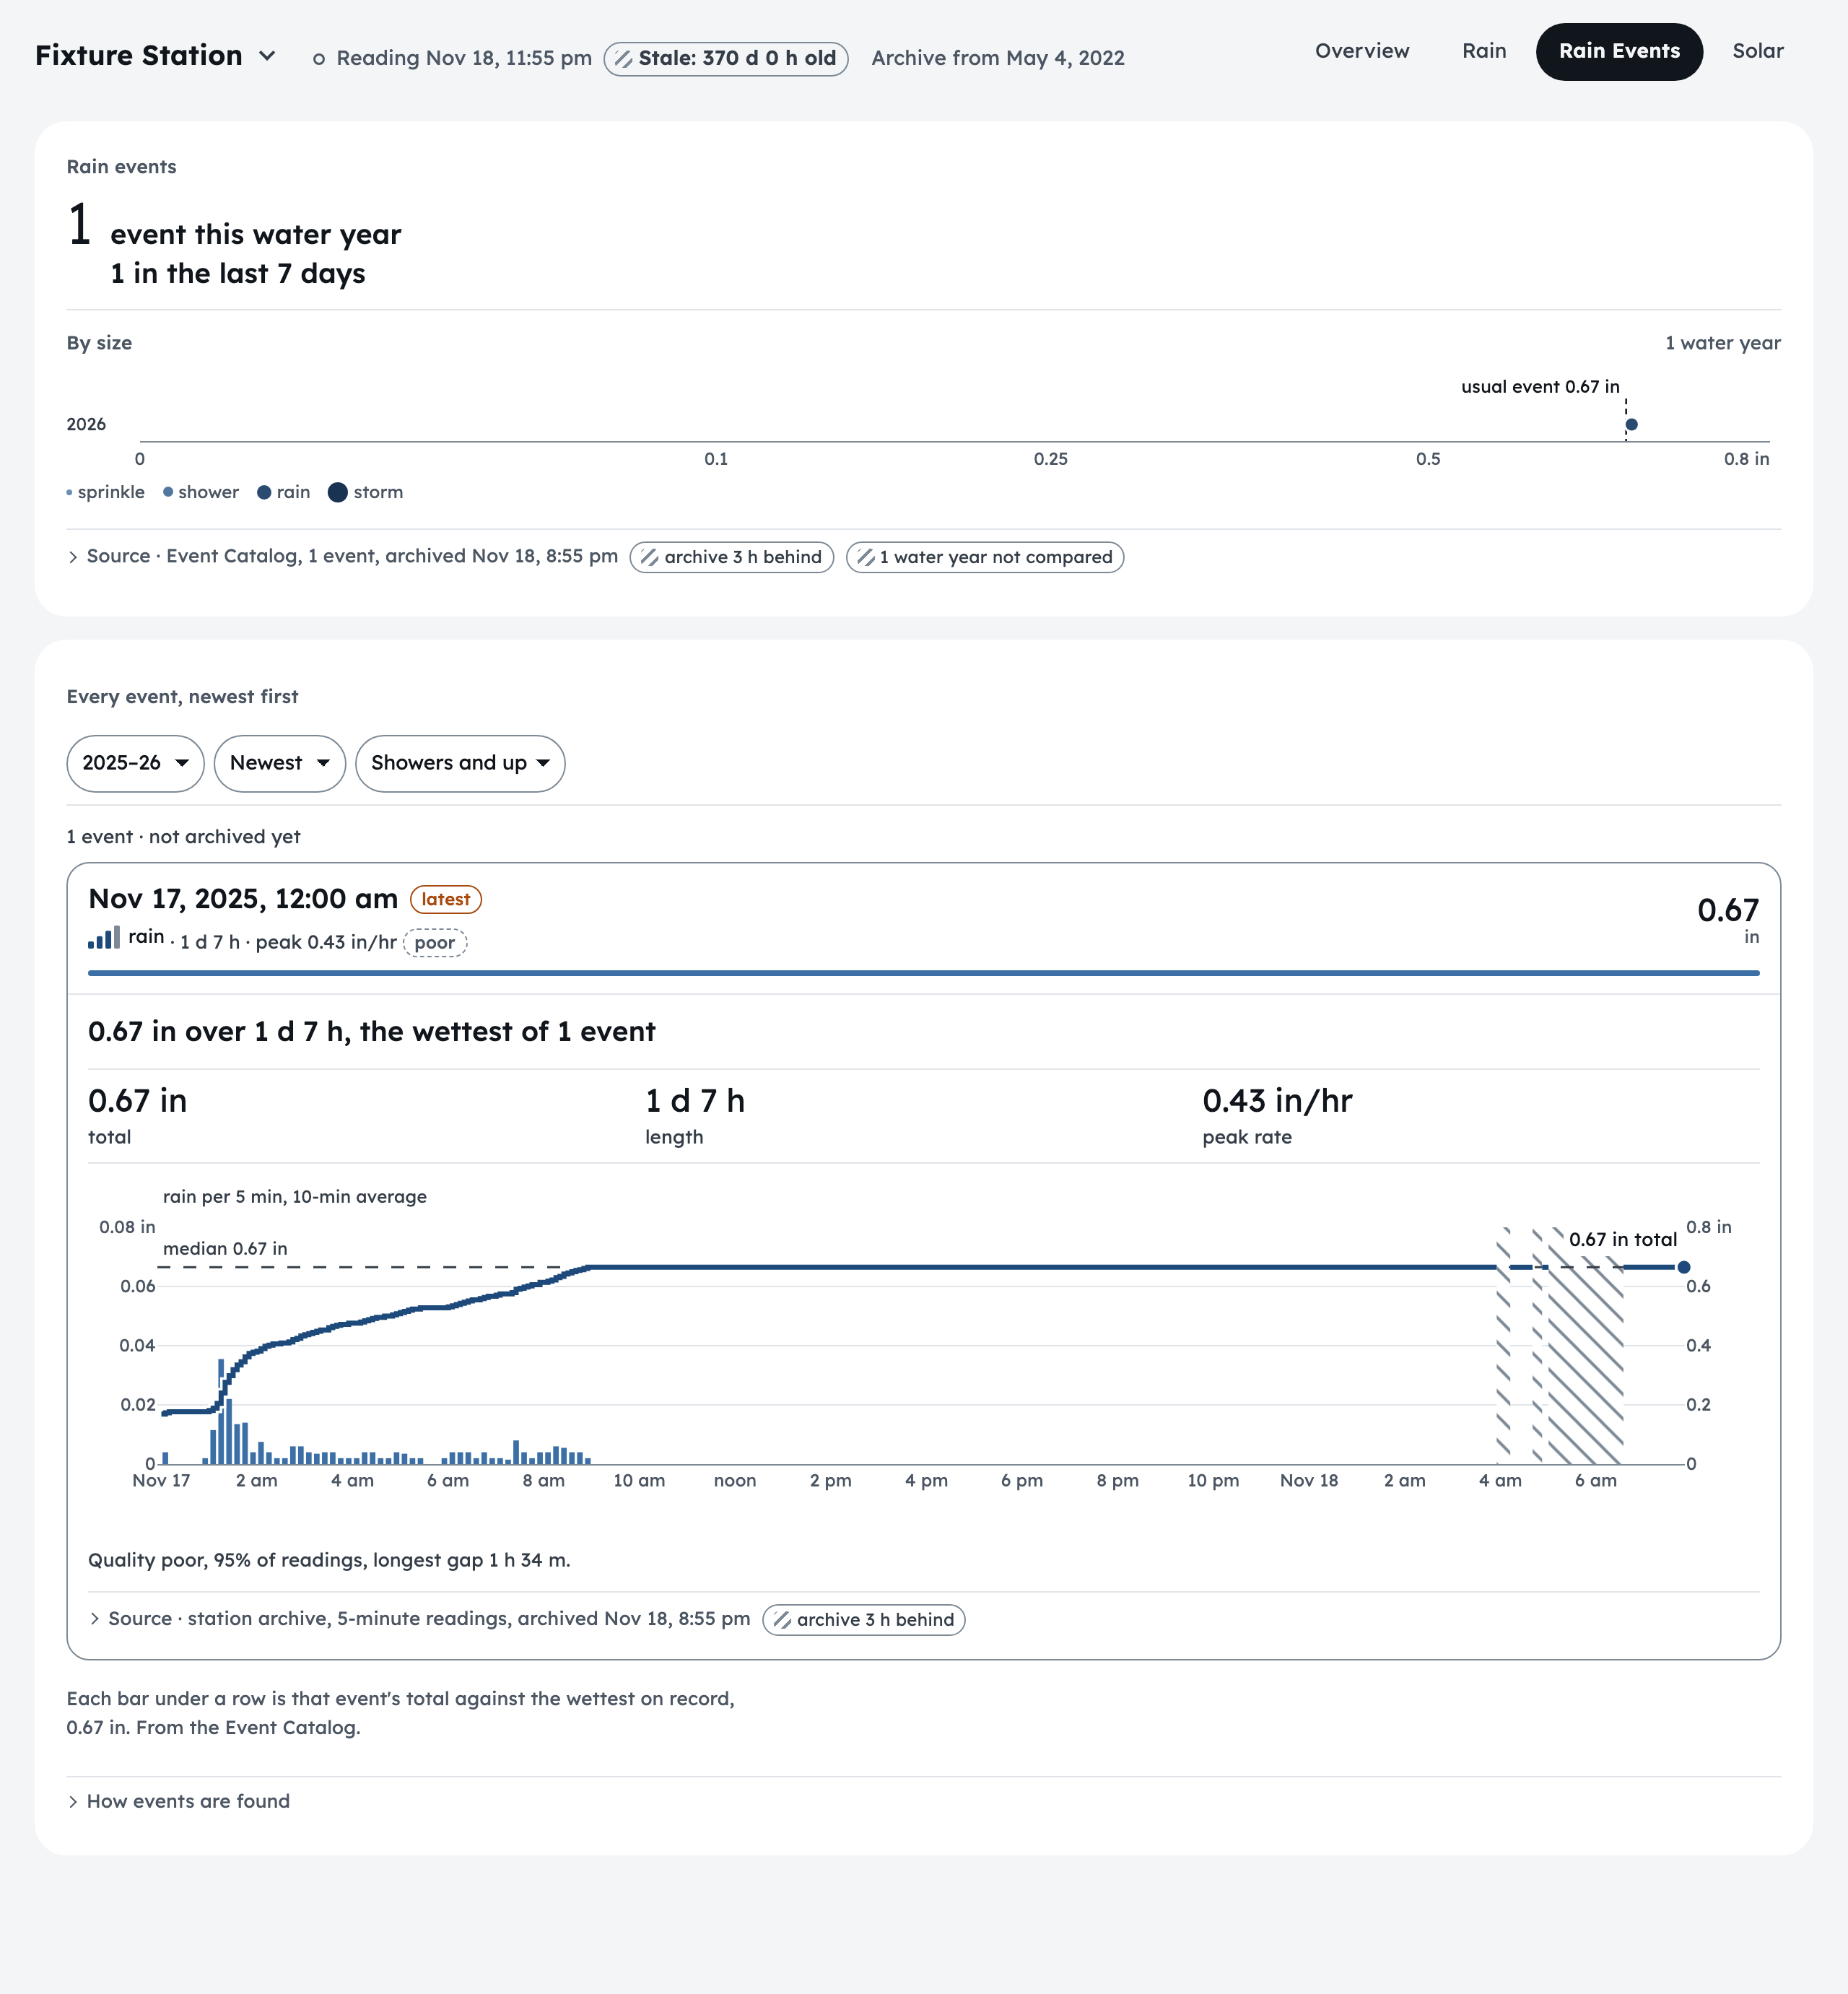 Fixture Station
Reading Nov 18, 11:55 pm
Stale: 370 d 0 h old
Archive from May 4, 2022
Overview
Rain
Rain Events
Solar
Rain events
1 event this water year
1 in the last 7 days
By size
1 water year
usual event 0.67 in
2026
0 0.1 0.25 0.5 0.8 in
sprinkle shower rain storm
Source · Event Catalog, 1 event, archived Nov 18, 8:55 pm
archive 3 h behind
1 water year not compared
Every event, newest first
2025–26
Newest
Showers and up
1 event · not archived yet
Nov 17, 2025, 12:00 am
latest
0.67
in
rain · 1 d 7 h · peak 0.43 in/hr
poor
0.67 in over 1 d 7 h, the wettest of 1 event
0.67 in
total
1 d 7 h
length
0.43 in/hr
peak rate
rain per 5 min, 10-min average
0.08 in
0.8 in
median 0.67 in
0.67 in total
0.06
0.6
0.04
0.4
0.02
0.2
0
0
Nov 17 2 am 4 am 6 am 8 am 10 am noon 2 pm 4 pm 6 pm 8 pm 10 pm Nov 18 2 am 4 am 6 am
Quality poor, 95% of readings, longest gap 1 h 34 m.
Source · station archive, 5-minute readings, archived Nov 18, 8:55 pm
archive 3 h behind
Each bar under a row is that event's total against the wettest on record,
0.67 in. From the Event Catalog.
How events are found